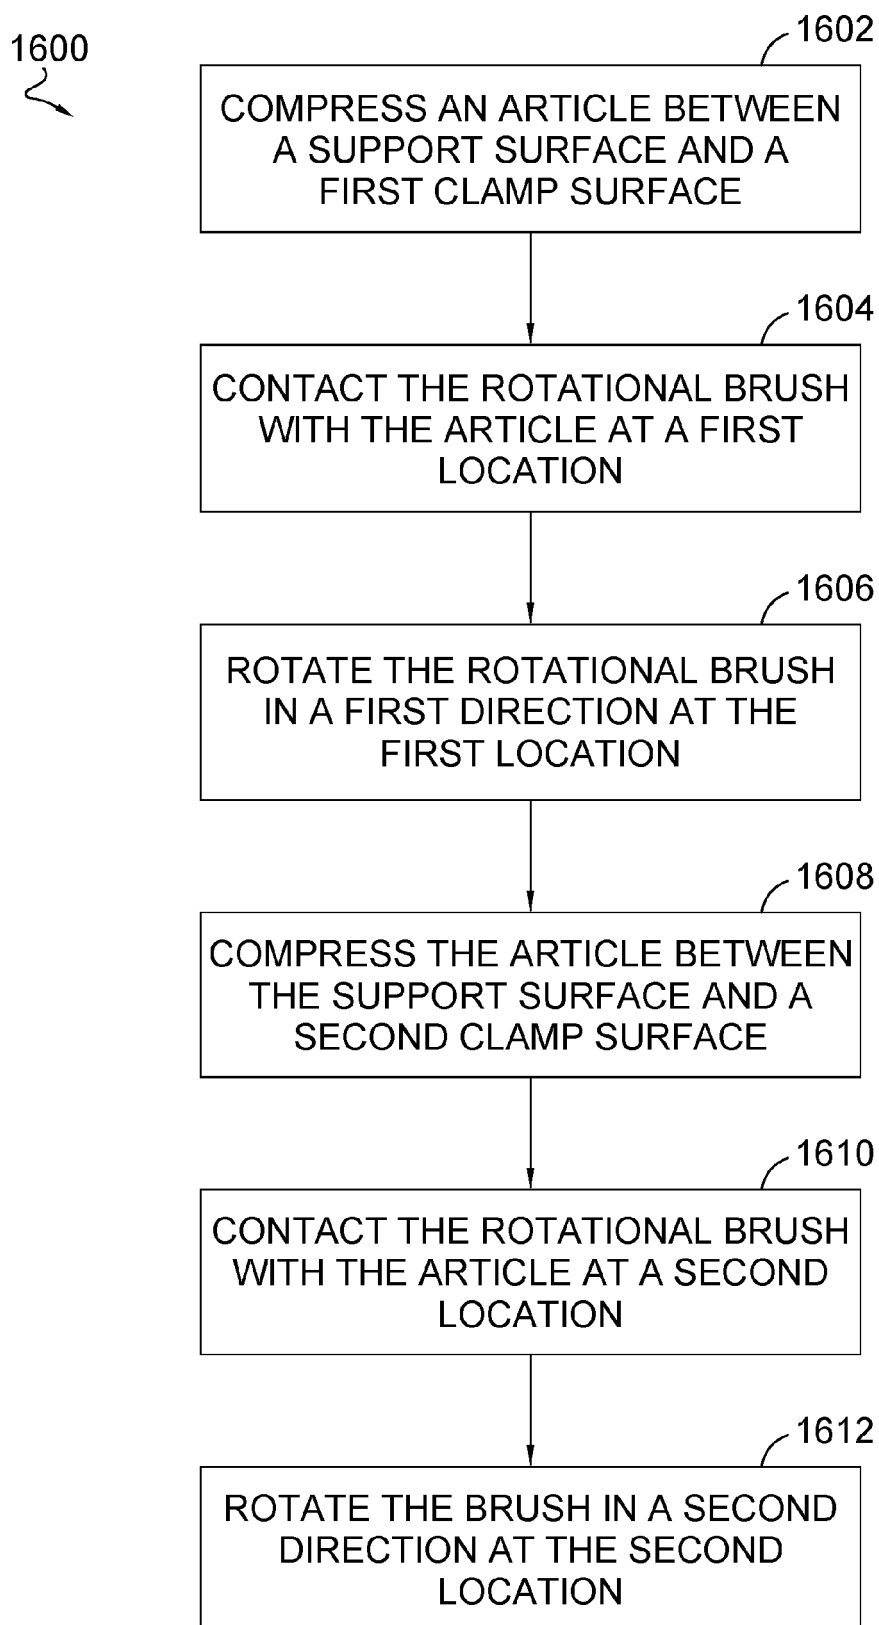 1600
1602
COMPRESS AN ARTICLE BETWEEN
A SUPPORT SURFACE AND A
FIRST CLAMP SURFACE
1604
CONTACT THE ROTATIONAL BRUSH
WITH THE ARTICLE AT A FIRST
LOCATION
1606
ROTATE THE ROTATIONAL BRUSH
IN A FIRST DIRECTION AT THE
FIRST LOCATION
1608
COMPRESS THE ARTICLE BETWEEN
THE SUPPORT SURFACE AND A
SECOND CLAMP SURFACE
1610
CONTACT THE ROTATIONAL BRUSH
WITH THE ARTICLE AT A SECOND
LOCATION
1612
ROTATE THE BRUSH IN A SECOND
DIRECTION AT THE SECOND
LOCATION